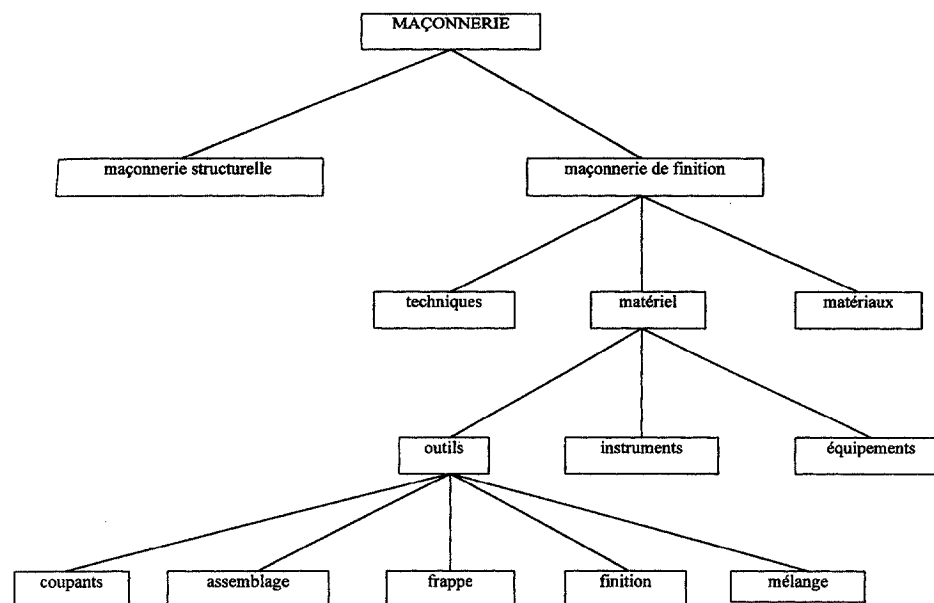 MAÇONNERIE
maçonnerie structurelle
maçonnerie de finition
techniques
matériel
matériaux
outils
instruments
équipements
coupants
assemblage
frappe
finition
mélange